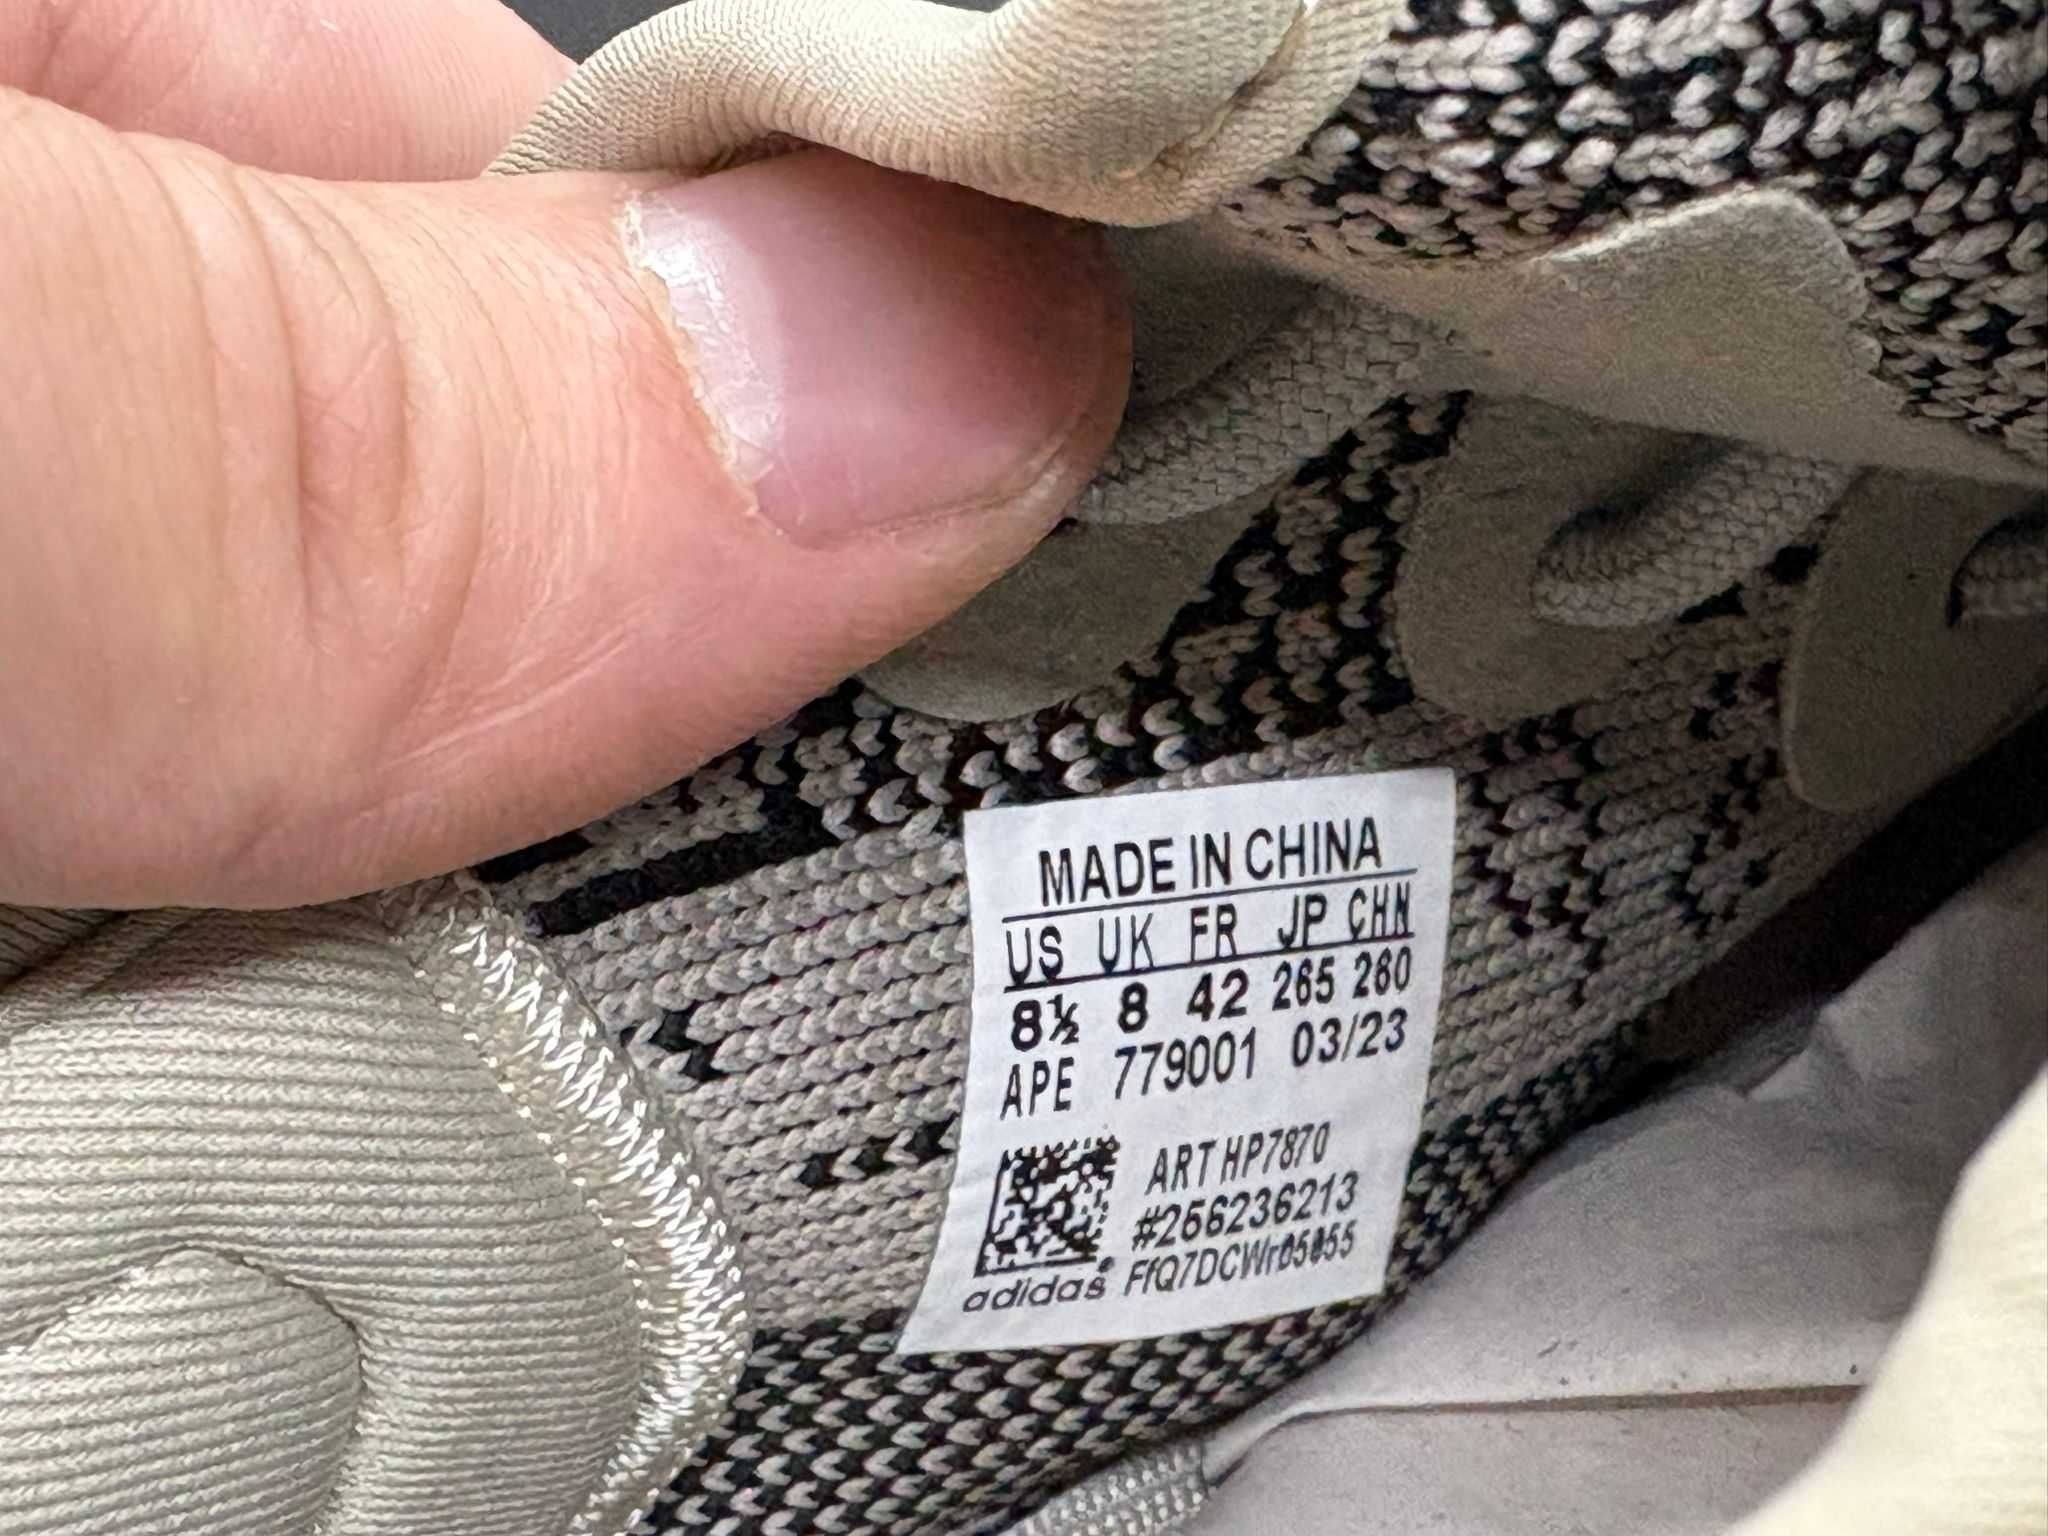 MADE IN CHINA
US UK FR JP CHN
8½ 8 42 265 260
APE 779001 03/23
ART HP7870
#256236213
FfQ7DCWr05055
adidas®